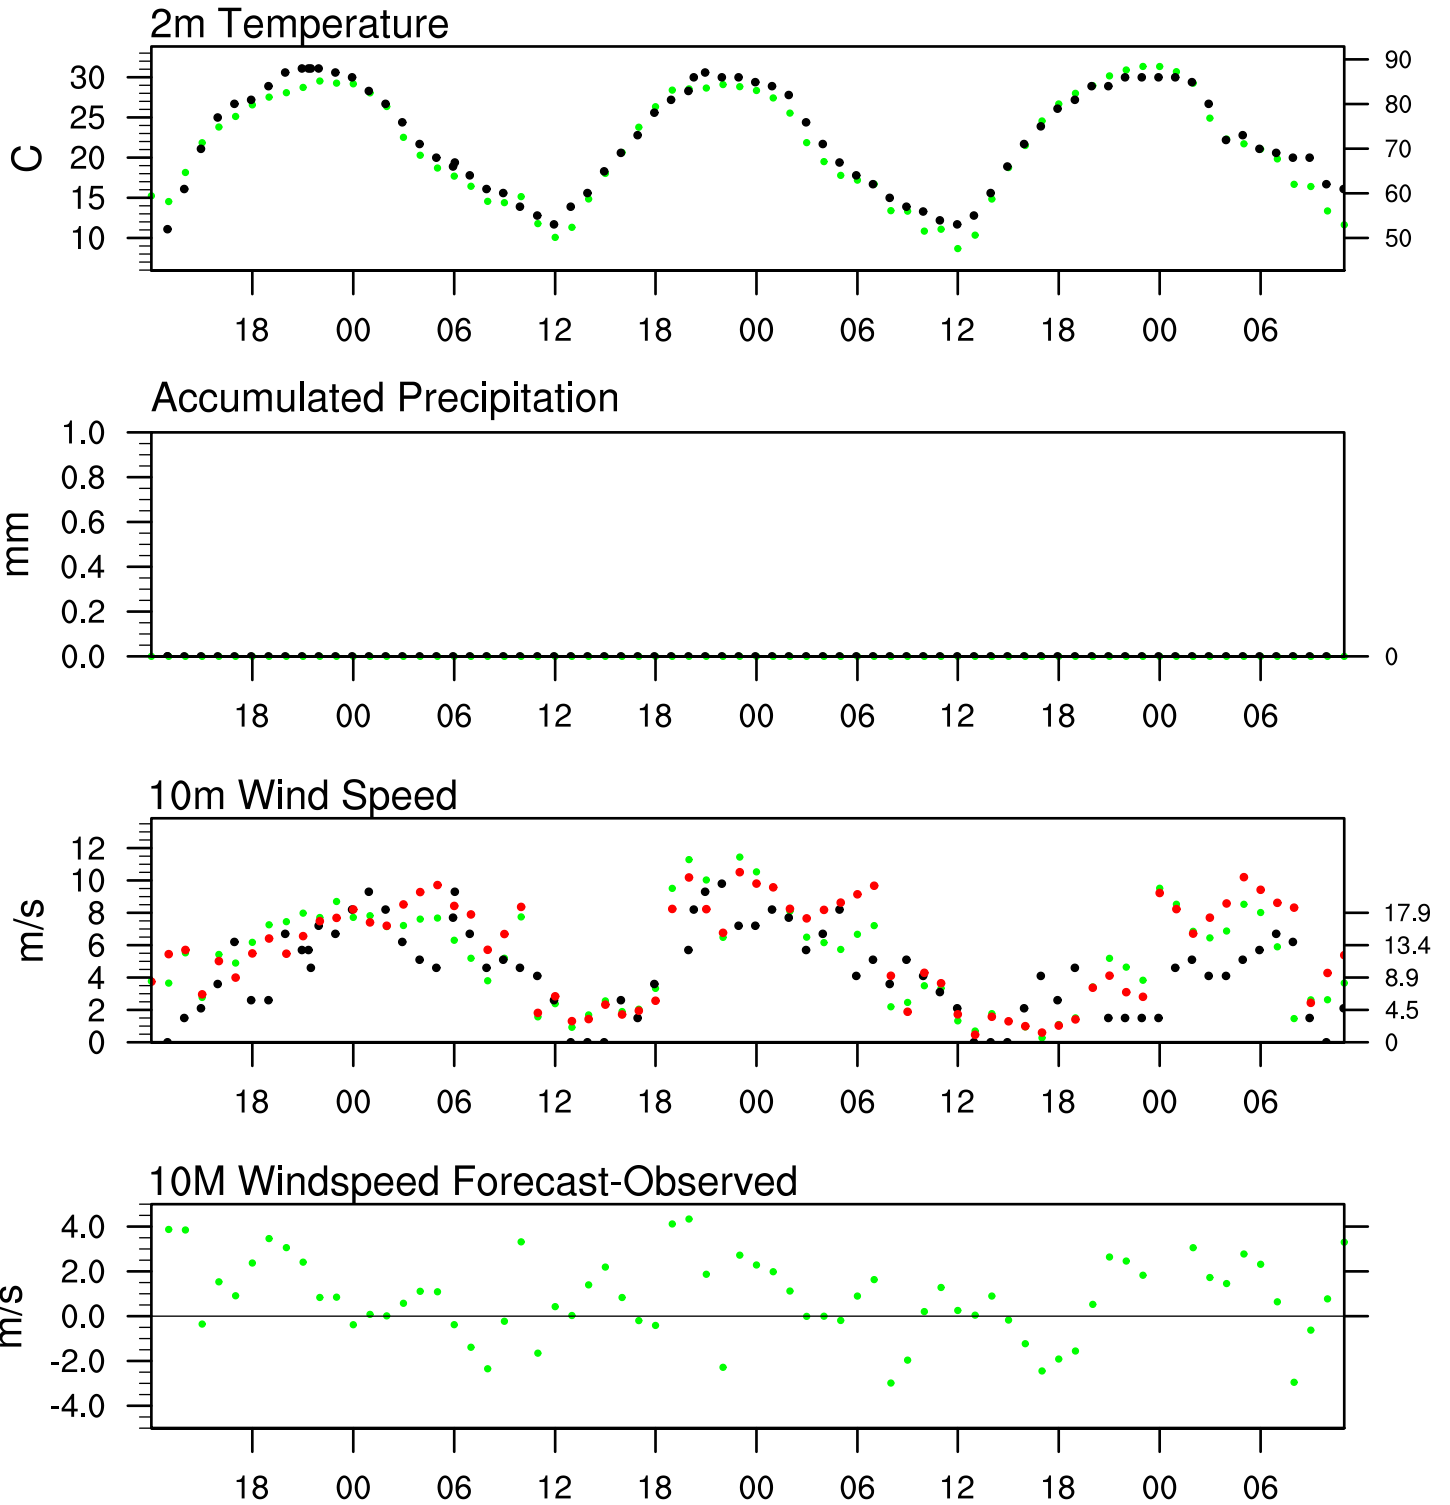 2m Temperature
C
30
25
20
15
10
90
80
70
60
50
18 00 06 12 18 00 06 12 18 00 06
Accumulated Precipitation
mm
1.0
0.8
0.6
0.4
0.2
0.0
0
18 00 06 12 18 00 06 12 18 00 06
10m Wind Speed
m/s
12
10
8
6
4
2
0
17.9
13.4
8.9
4.5
0
18 00 06 12 18 00 06 12 18 00 06
10M Windspeed Forecast-Observed
m/s
4.0
2.0
0.0
-2.0
-4.0
18 00 06 12 18 00 06 12 18 00 06